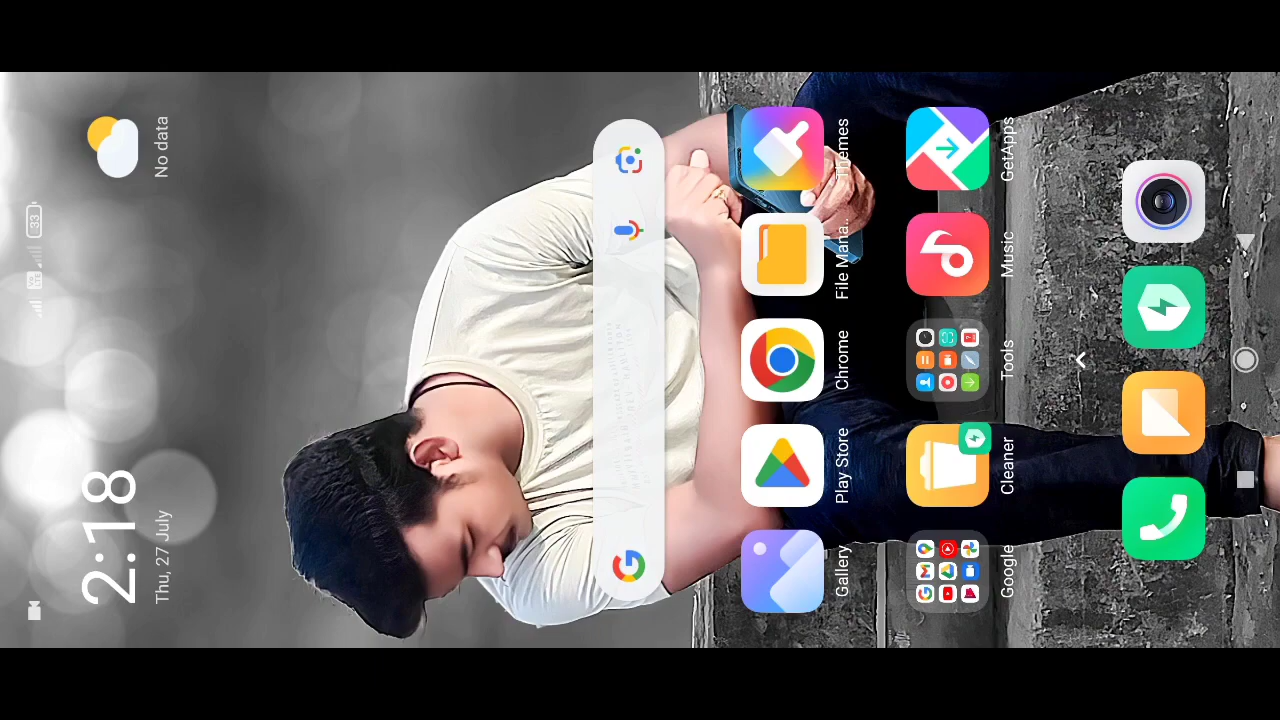 33
2:18
Thu, 27 July
No data
Gallery
Play Store
Chrome
File Mana..
Themes
Google
Cleaner
Tools
Music
GetApps